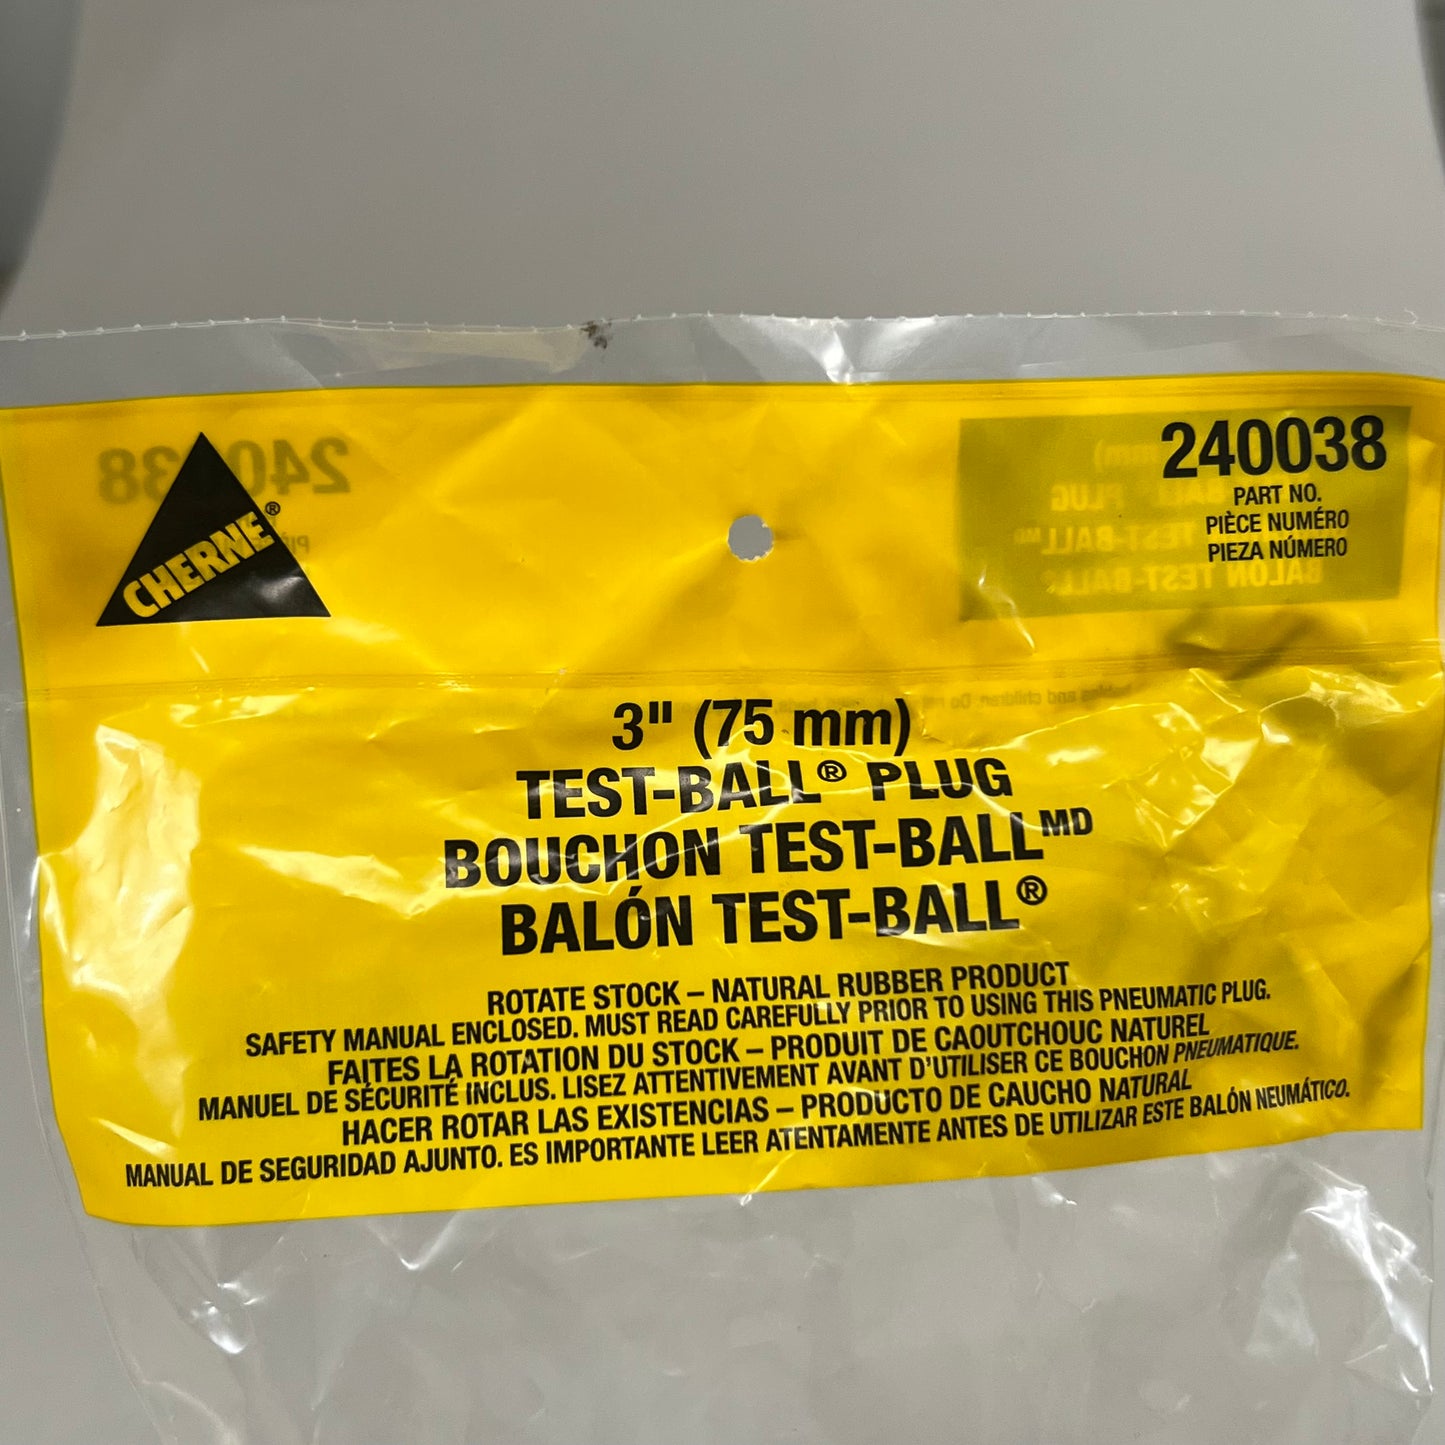 CHERNE®
240038
PART NO.
PIÈCE NUMÉRO
PIEZA NÚMERO
3" (75 mm)
TEST-BALL® PLUG
BOUCHON TEST-BALLᴹᴰ
BALÓN TEST-BALL®
ROTATE STOCK – NATURAL RUBBER PRODUCT
SAFETY MANUAL ENCLOSED. MUST READ CAREFULLY PRIOR TO USING THIS PNEUMATIC PLUG.
FAITES LA ROTATION DU STOCK – PRODUIT DE CAOUTCHOUC NATUREL
MANUEL DE SÉCURITÉ INCLUS. LISEZ ATTENTIVEMENT AVANT D'UTILISER CE BOUCHON PNEUMATIQUE.
HACER ROTAR LAS EXISTENCIAS – PRODUCTO DE CAUCHO NATURAL
MANUAL DE SEGURIDAD AJUNTO. ES IMPORTANTE LEER ATENTAMENTE ANTES DE UTILIZAR ESTE BALÓN NEUMÁTICO.